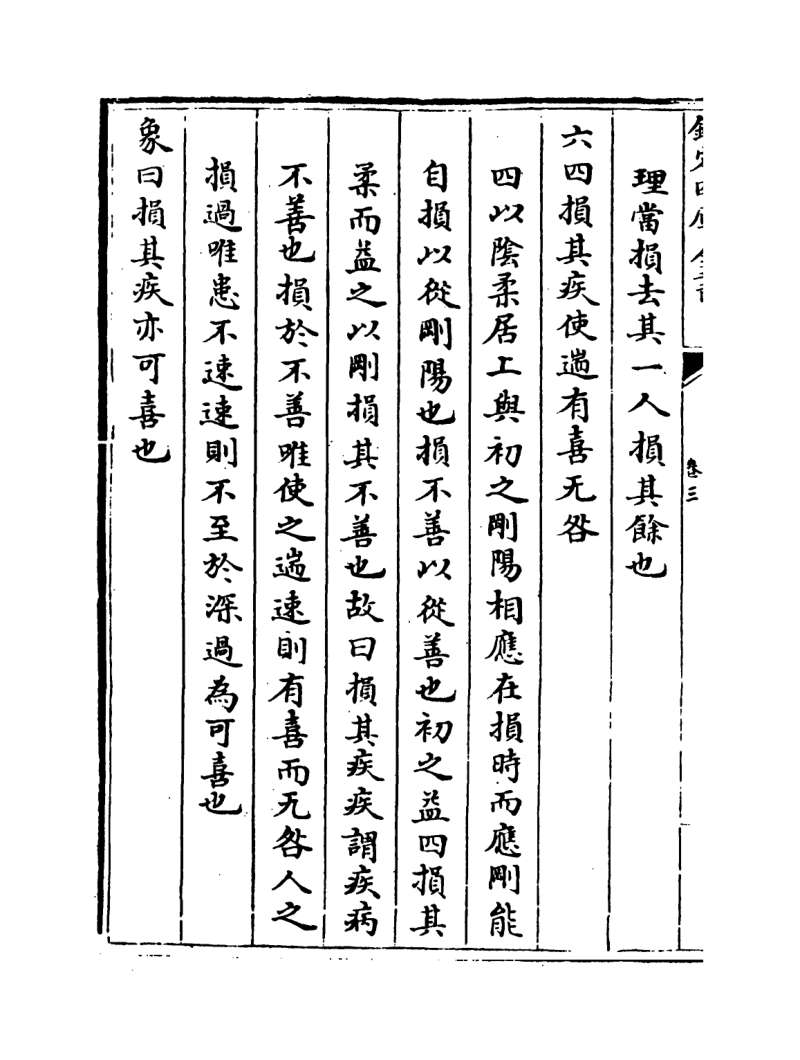 理當損去其一人損其餘也
六四損其疾使遄有喜无咎
四以陰柔居上與初之剛陽相應在損時而應剛能
自損以從剛陽也損不善以從善也初之益四損其
柔而益之以剛損其不善也故曰損其疾疾謂疾病
不善也損於不善唯使之遄速則有喜而无咎人之
損過唯患不速速則不至於深過為可喜也
象曰損其疾亦可喜也
卷三